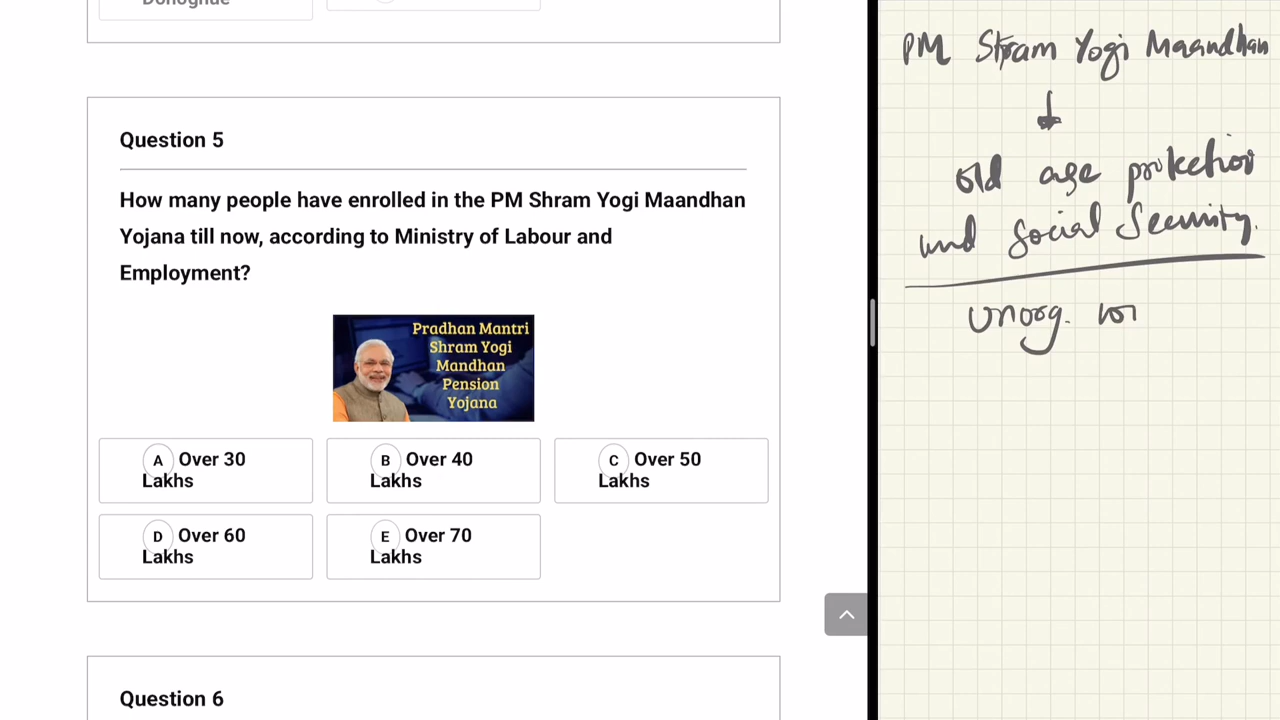 Donoghue
Question 5
How many people have enrolled in the PM Shram Yogi Maandhan
Yojana till now, according to Ministry of Labour and
Employment?
Pradhan Mantri
Shram Yogi
Mandhan
Pension
Yojana
A Over 30
Lakhs
B Over 40
Lakhs
C Over 50
Lakhs
D Over 60
Lakhs
E Over 70
Lakhs
Question 6
PM Shram Yogi Maandhan
old age protection
and Social Security.
Unorg.